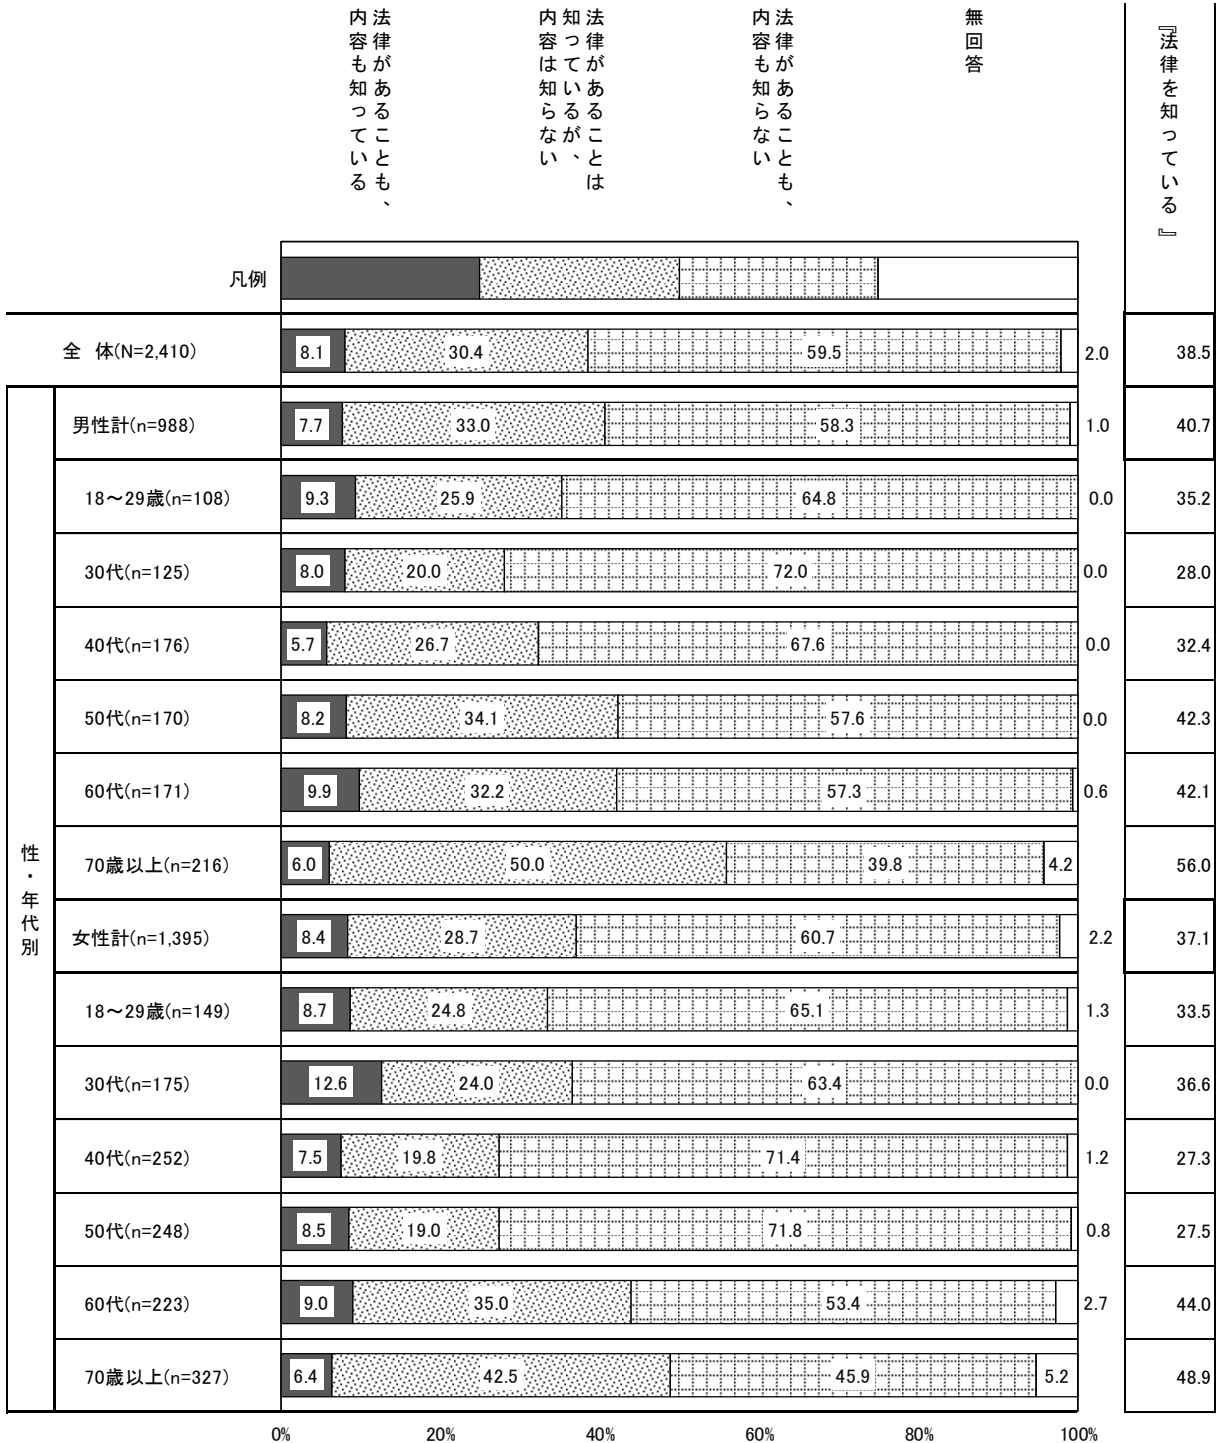 法律があることも、
内容も知っている
法律があることは
知っているが、
内容は知らない
法律があることも、
内容も知らない
無回答
『法律を知っている』
凡例
全 体(N=2,410) 8.1 30.4 59.5 2.0 38.5
性・年代別
男性計(n=988) 7.7 33.0 58.3 1.0 40.7
18～29歳(n=108) 9.3 25.9 64.8 0.0 35.2
30代(n=125) 8.0 20.0 72.0 0.0 28.0
40代(n=176) 5.7 26.7 67.6 0.0 32.4
50代(n=170) 8.2 34.1 57.6 0.0 42.3
60代(n=171) 9.9 32.2 57.3 0.6 42.1
70歳以上(n=216) 6.0 50.0 39.8 4.2 56.0
女性計(n=1,395) 8.4 28.7 60.7 2.2 37.1
18～29歳(n=149) 8.7 24.8 65.1 1.3 33.5
30代(n=175) 12.6 24.0 63.4 0.0 36.6
40代(n=252) 7.5 19.8 71.4 1.2 27.3
50代(n=248) 8.5 19.0 71.8 0.8 27.5
60代(n=223) 9.0 35.0 53.4 2.7 44.0
70歳以上(n=327) 6.4 42.5 45.9 5.2 48.9
0% 20% 40% 60% 80% 100%